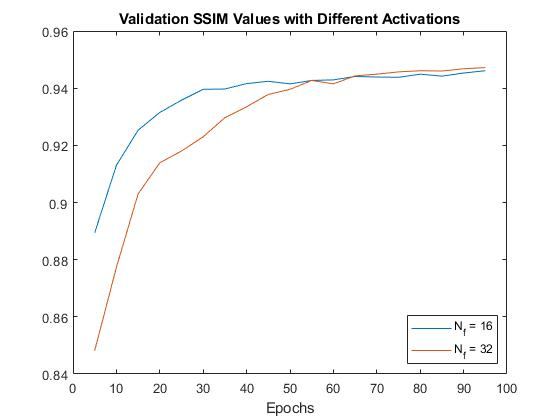 Validation SSIM Values with Different Activations
0.96
0.94
0.92
0.9
0.88
0.86
0.84
0 10 20 30 40 50 60 70 80 90 100
Epochs
N_f = 16
N_f = 32